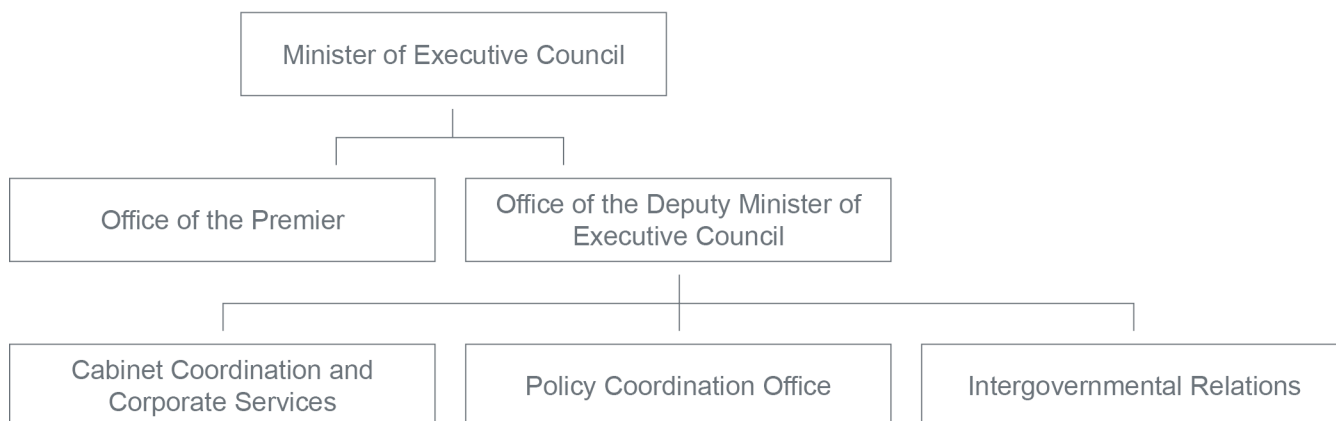 Minister of Executive Council
Office of the Premier
Office of the Deputy Minister of
Executive Council
Cabinet Coordination and
Corporate Services
Policy Coordination Office
Intergovernmental Relations